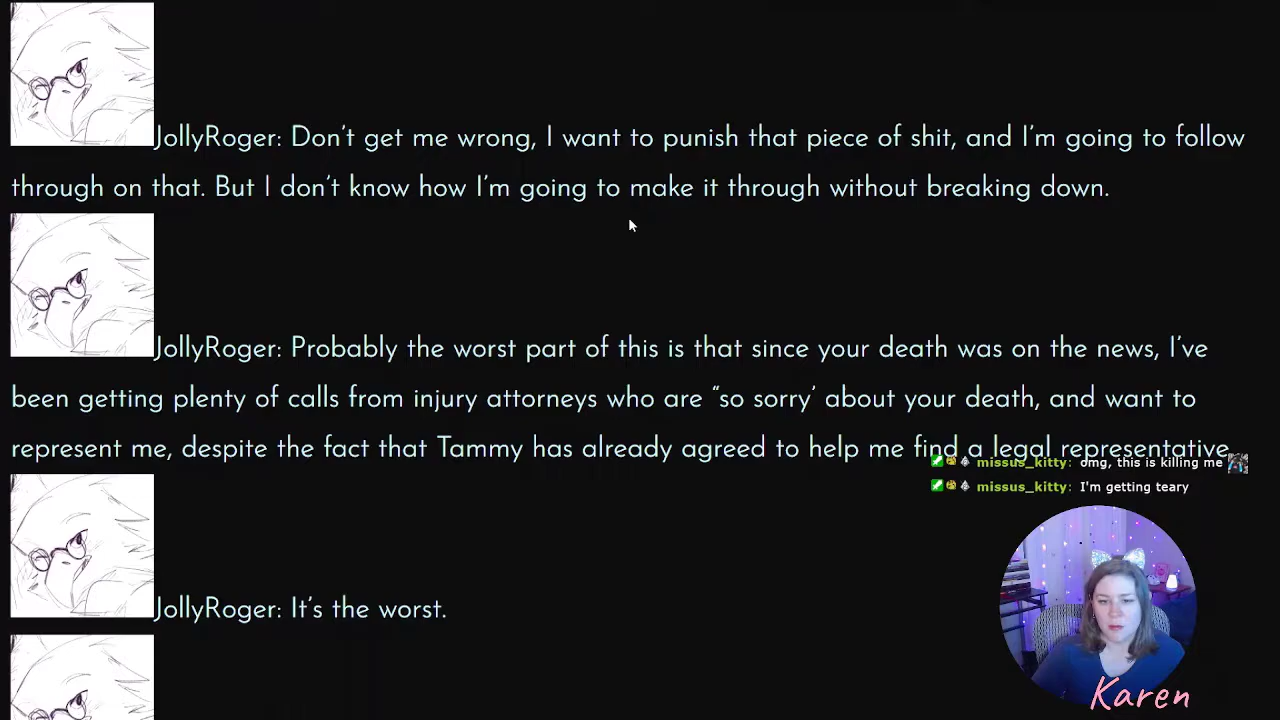 JollyRoger: Don't get me wrong, I want to punish that piece of shit, and I'm going to follow
through on that. But I don't know how I'm going to make it through without breaking down.
JollyRoger: Probably the worst part of this is that since your death was on the news, I've
been getting plenty of calls from injury attorneys who are “so sorry’ about your death, and want to
represent me, despite the fact that Tammy has already agreed to help me find a legal representative.
missus_kitty: omg, this is killing me
missus_kitty: I'm getting teary
JollyRoger: It's the worst.
Karen